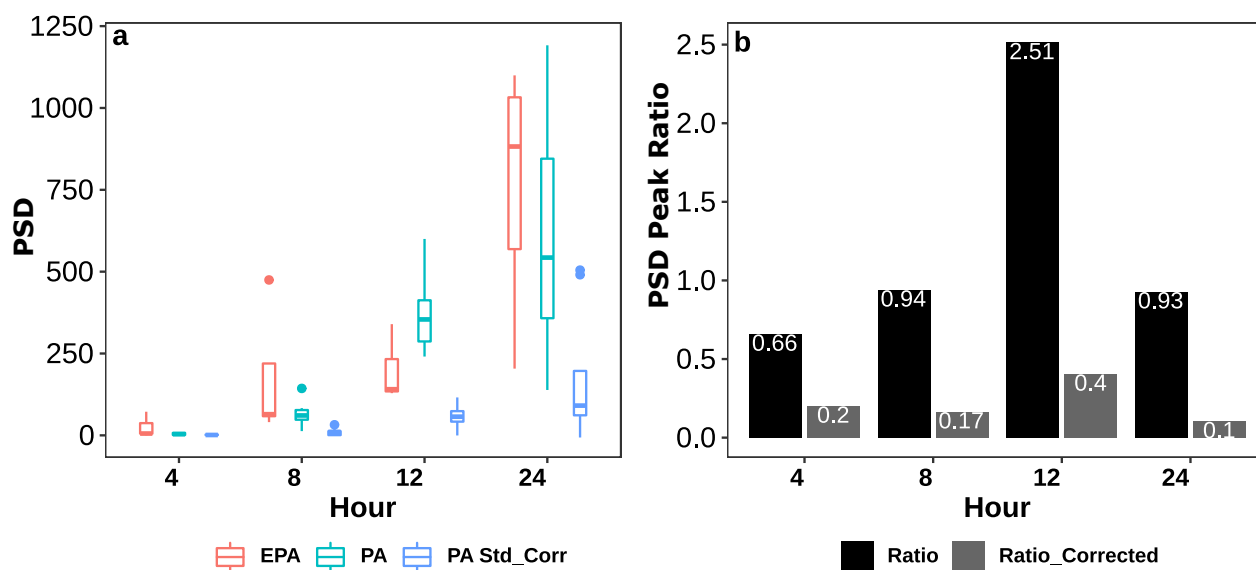 a
1250
1000
750
500
250
0
PSD
4 8 12 24
Hour
EPA PA PA Std_Corr
b
2.5
2.0
1.5
1.0
0.5
0.0
PSD Peak Ratio
0.66 0.2 0.94 0.17 2.51 0.4 0.93 0.1
4 8 12 24
Hour
Ratio Ratio_Corrected